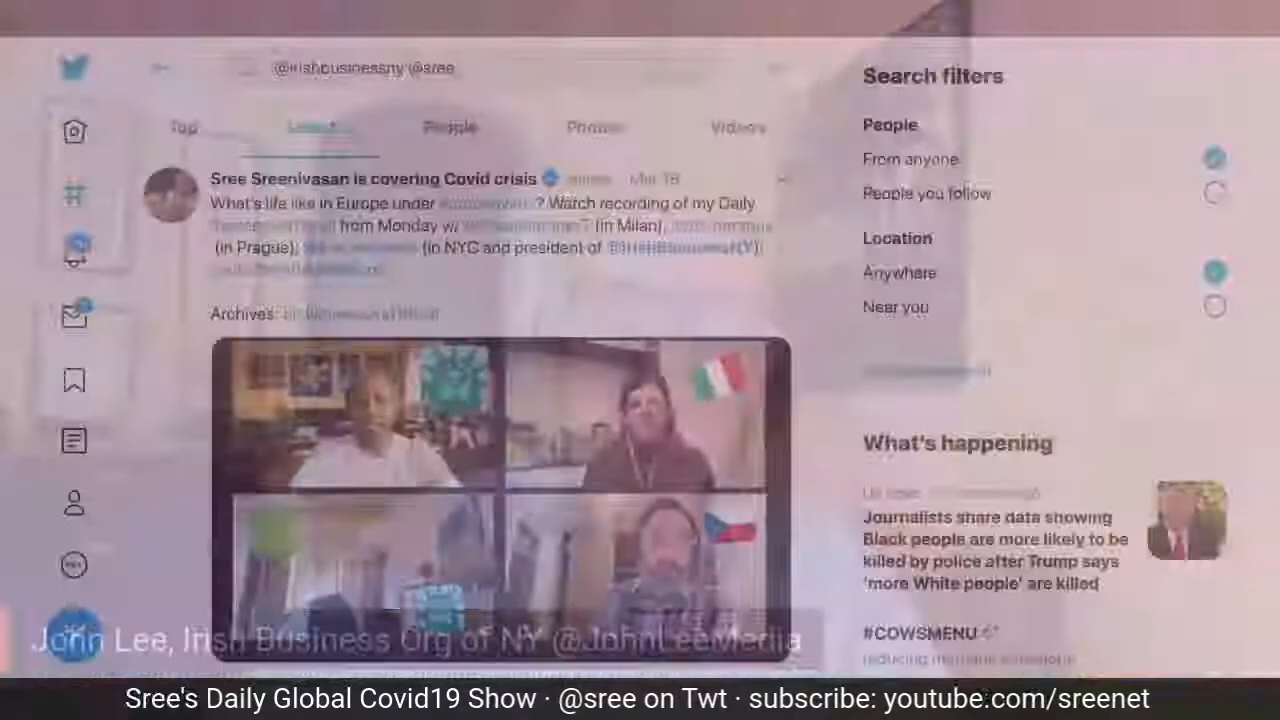 @irishbusinessny @sree
Top
Latest
People
Photos
Videos
Sree Sreenivasan is covering Covid crisis
Mar 18
What's life like in Europe under ? Watch recording of my Daily
from Monday w/ (in Milan),
(in Prague), (in NYC and president of @IrishBusinessNY)
Archives:
Search filters
People
From anyone
People you follow
Location
Anywhere
Near you
What's happening
Journalists share data showing
Black people are more likely to be
killed by police after Trump says
'more White people' are killed
#COWSMENU
reducing methane emissions
John Lee, Irish Business Org of NY @JohnLeeMedia
Sree's Daily Global Covid19 Show · @sree on Twt · subscribe: youtube.com/sreenet